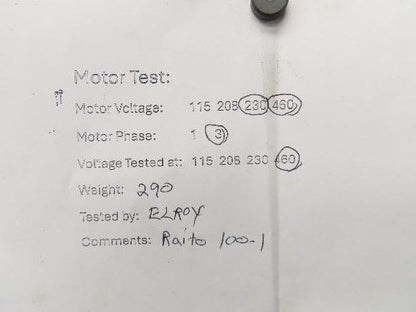 Motor Test:
Motor Voltage: 115 208 230 460
Motor Phase: 1 3
Voltage Tested at: 115 208 230 460
Weight: 290
Tested by: ELROY
Comments: Raito 100-1